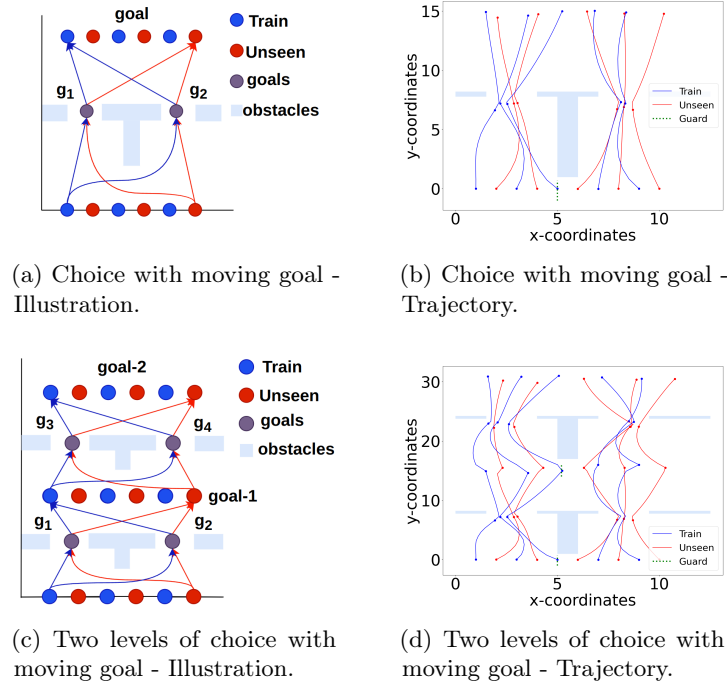 goal
Train
Unseen
goals
obstacles
g1
g2
15
10
5
0
y-coordinates
Train
Unseen
Guard
0
5
10
x-coordinates
(a) Choice with moving goal -
Illustration.
(b) Choice with moving goal -
Trajectory.
goal-2
Train
Unseen
goals
obstacles
g3
g4
goal-1
g1
g2
30
20
10
0
y-coordinates
Train
Unseen
Guard
0
5
10
x-coordinates
(c) Two levels of choice with
moving goal - Illustration.
(d) Two levels of choice with
moving goal - Trajectory.